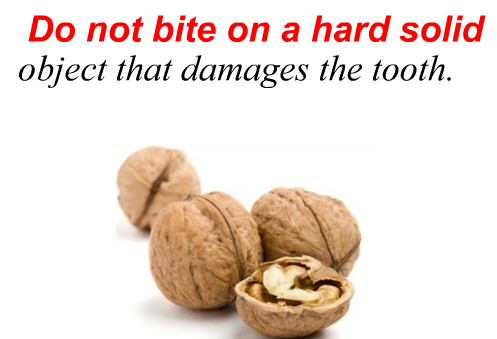 Do not bite on a hard solid
object that damages the tooth.